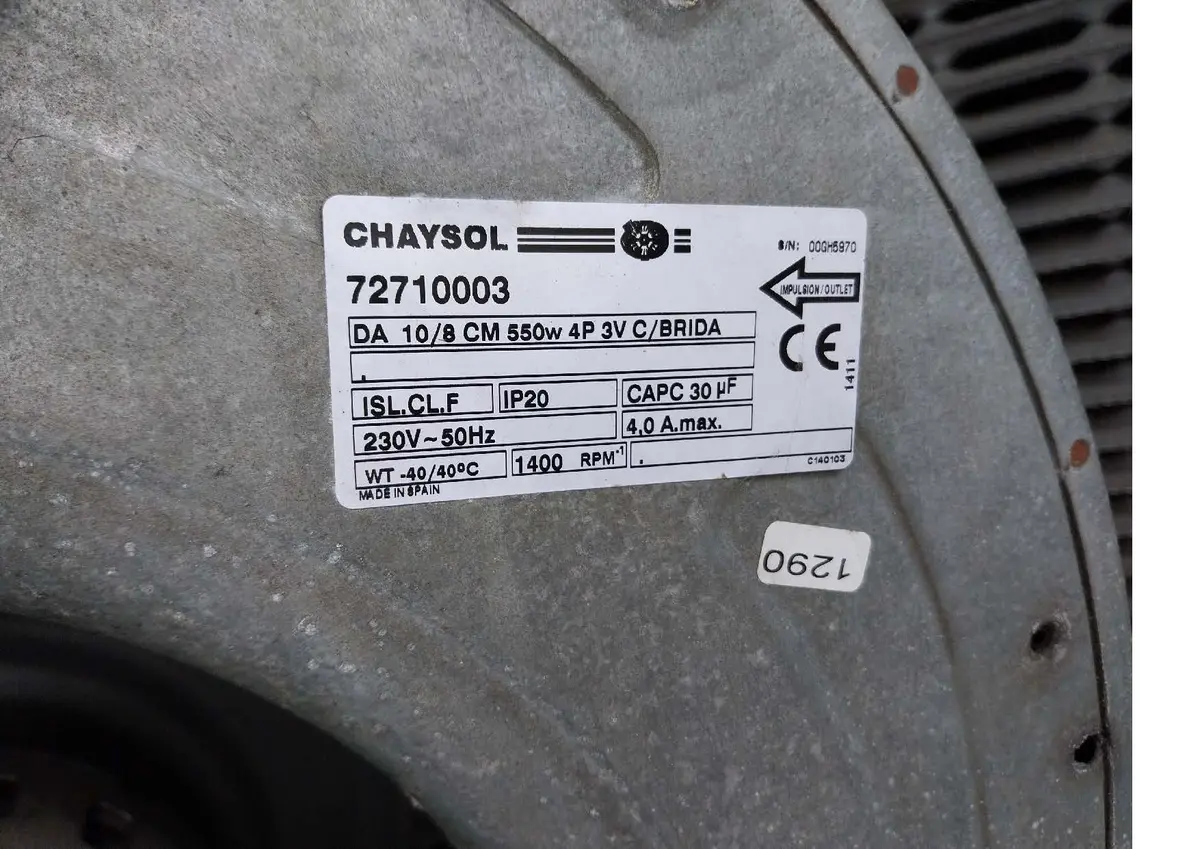 CHAYSOL
S/N: 00GH5970
72710003
IMPULSION/OUTLET
DA 10/8 CM 550w 4P 3V C/BRIDA
.
CE
1411
ISL.CL.F IP20 CAPC 30 µF
230V~50Hz 4,0 A.max.
WT -40/40ºC 1400 RPM⁻¹ .
C140103
MADE IN SPAIN
1290